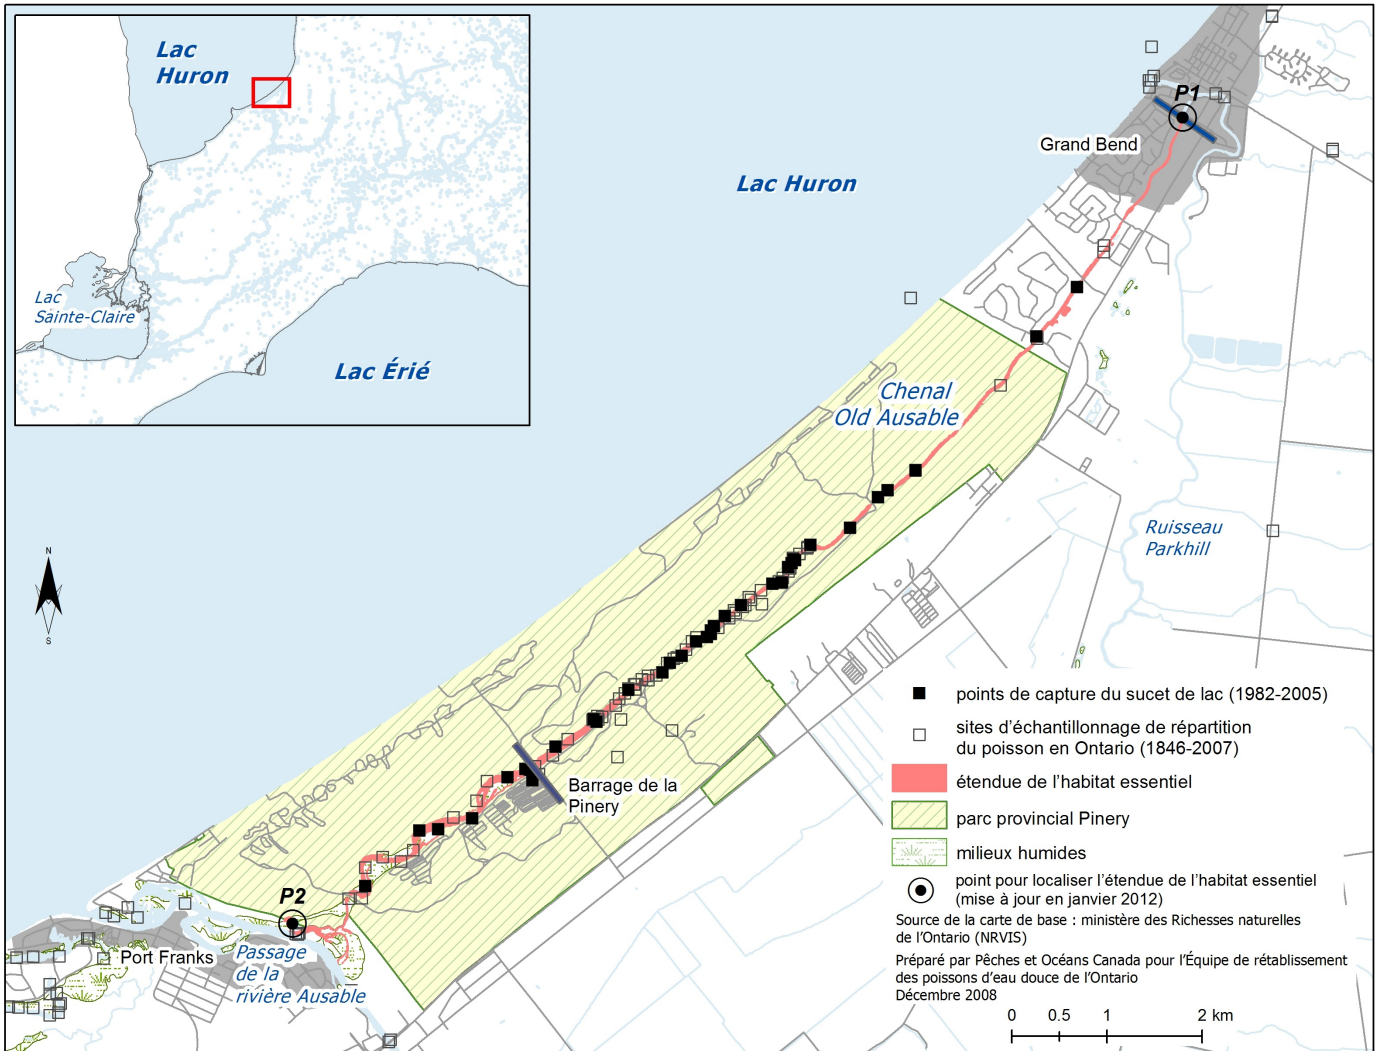 Lac
Huron
Lac
Sainte-Claire
Lac Érié
Lac Huron
P1
Grand Bend
Chenal
Old Ausable
Ruisseau
Parkhill
N
S
Barrage de la
Pinery
P2
Port Franks
Passage
de la
rivière Ausable
points de capture du sucet de lac (1982-2005)
sites d'échantillonnage de répartition
du poisson en Ontario (1846-2007)
étendue de l'habitat essentiel
parc provincial Pinery
milieux humides
point pour localiser l'étendue de l'habitat essentiel
(mise à jour en janvier 2012)
Source de la carte de base : ministère des Richesses naturelles
de l'Ontario (NRVIS)
Préparé par Pêches et Océans Canada pour l'Équipe de rétablissement
des poissons d'eau douce de l'Ontario
Décembre 2008
0 0.5 1 2 km